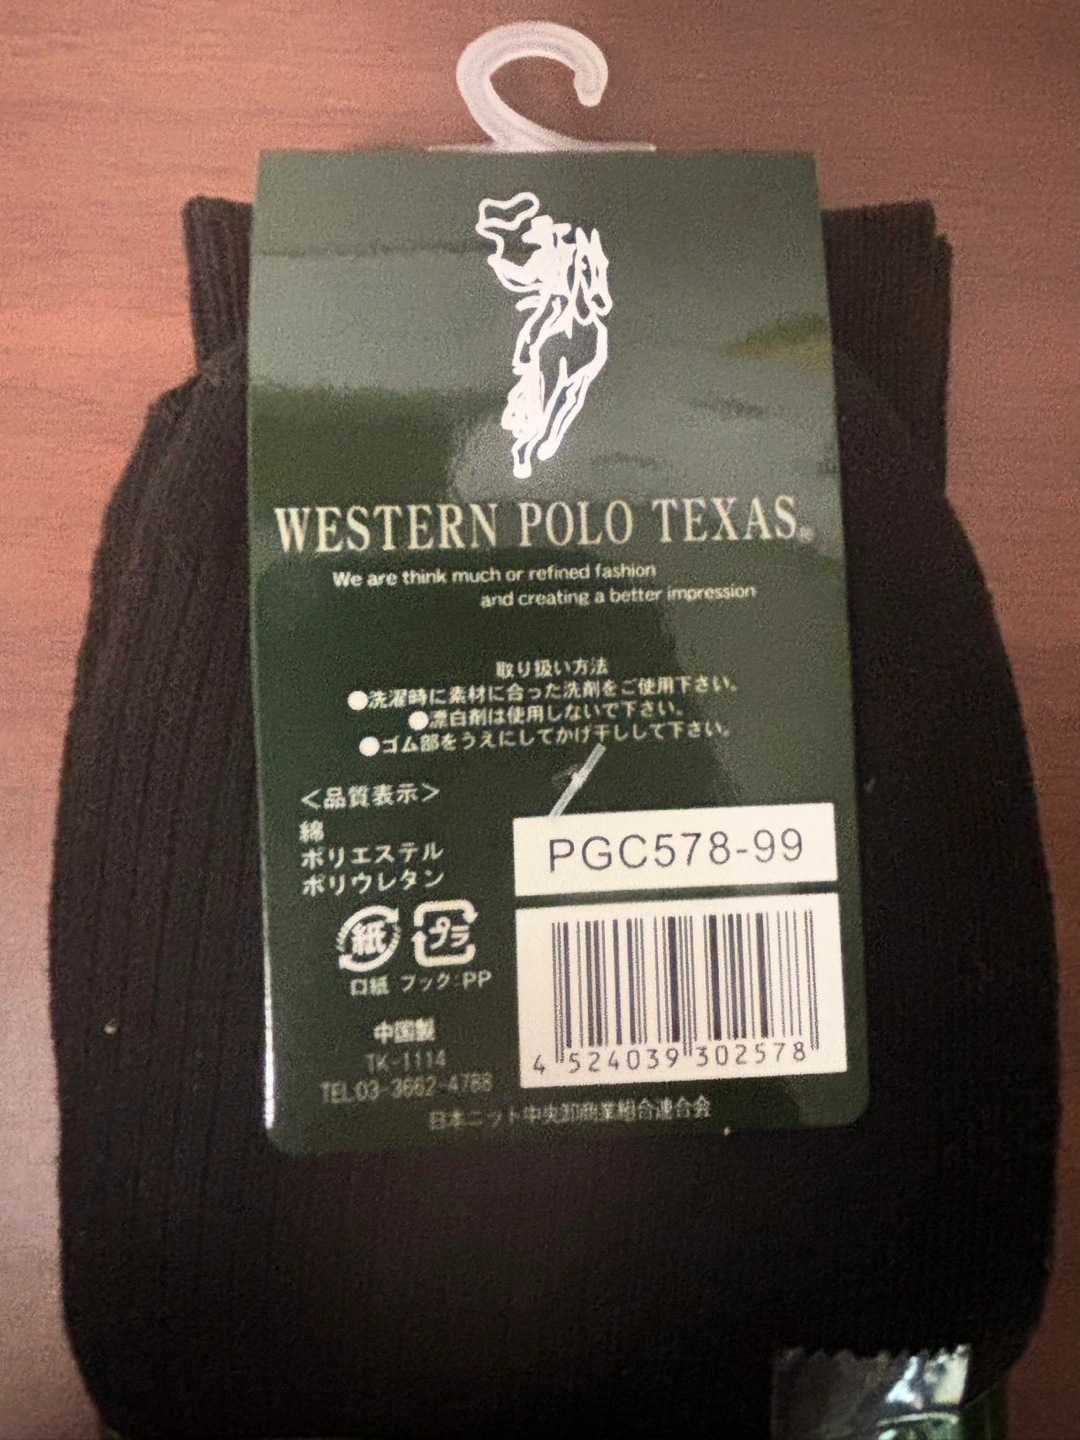 WESTERN POLO TEXAS®
We are think much or refined fashion
and creating a better impression
取り扱い方法
●洗濯時に素材に合った洗剤をご使用下さい。
●漂白剤は使用しないで下さい。
●ゴム部をうえにしてかげ干しして下さい。
＜品質表示＞
綿
ポリエステル
ポリウレタン
PGC578-99
紙 プラ
口紙 フック:PP
4 524039 302578
中国製
TK-1114
TEL03-3662-4788
日本ニット中央卸商業組合連合会